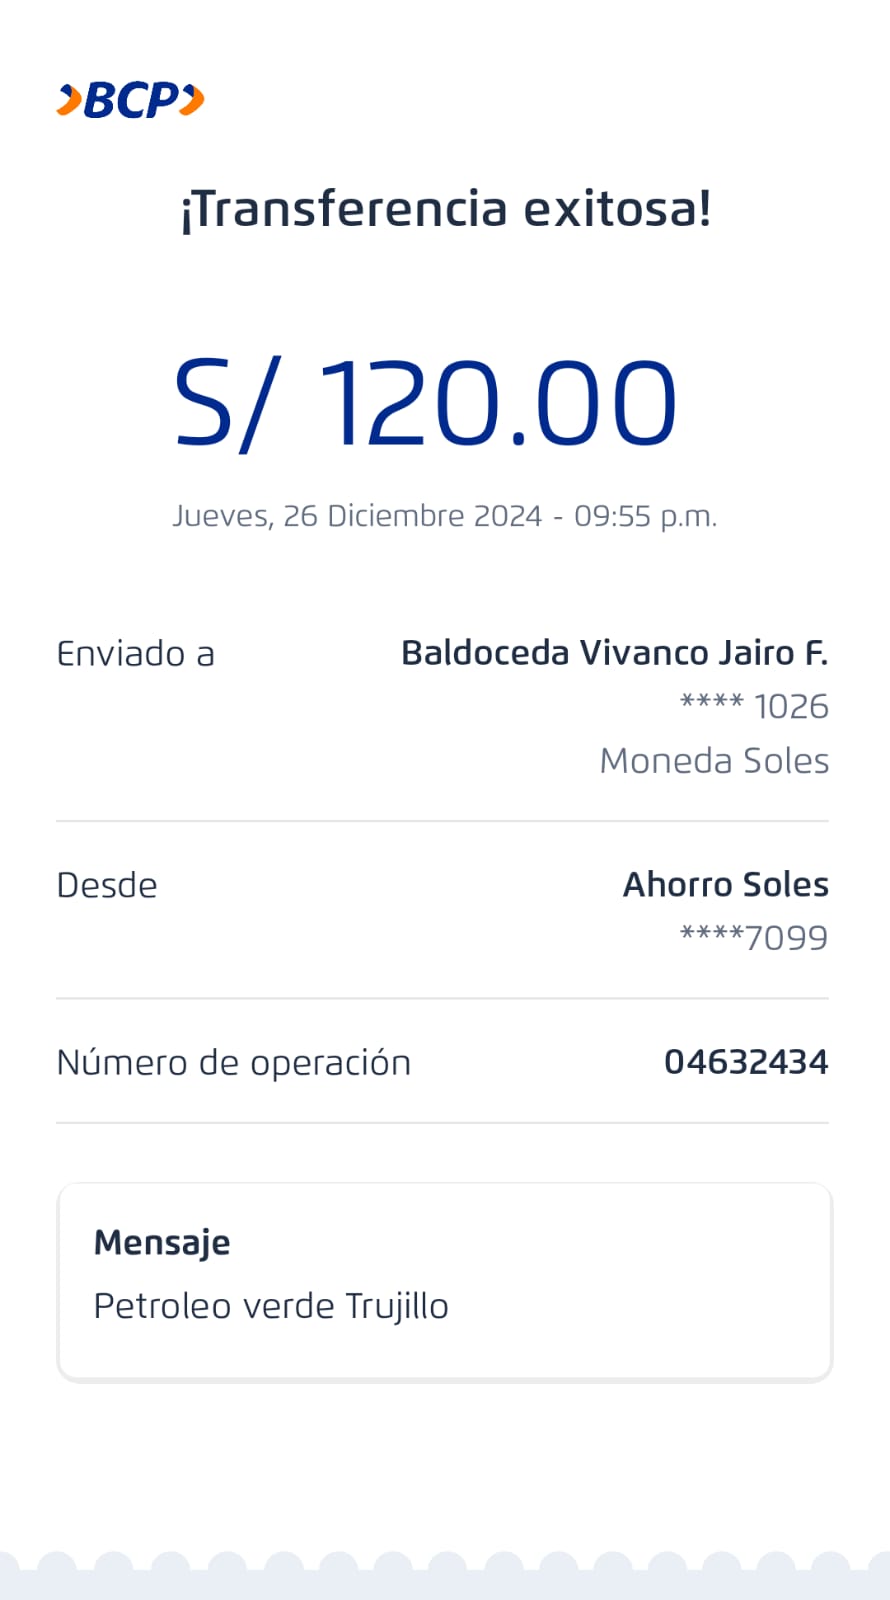 BCP
¡Transferencia exitosa!
S/ 120.00
Jueves, 26 Diciembre 2024 - 09:55 p.m.
Enviado a
Baldoceda Vivanco Jairo F.
**** 1026
Moneda Soles
Desde
Ahorro Soles
****7099
Número de operación
04632434
Mensaje
Petroleo verde Trujillo